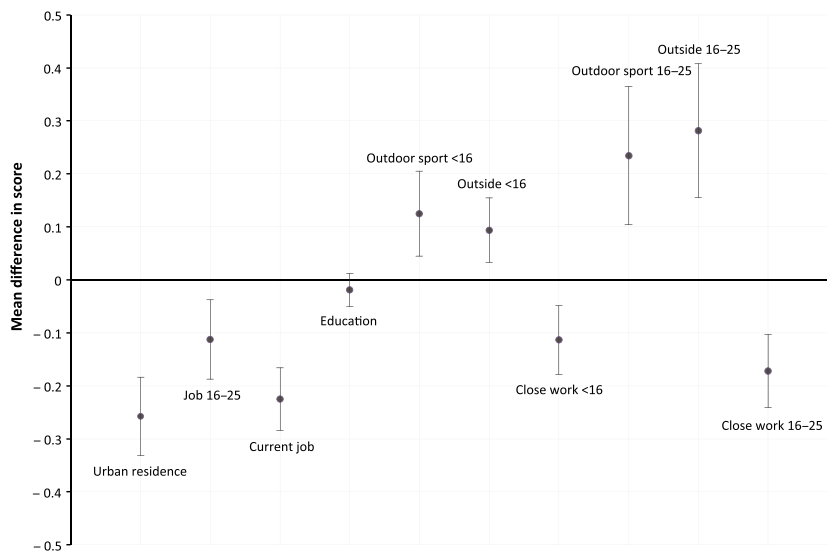 0.5
0.4
0.3
0.2
0.1
0
– 0.1
– 0.2
– 0.3
– 0.4
– 0.5
Mean difference in score
Urban residence
Job 16–25
Current job
Education
Outdoor sport <16
Outside <16
Close work <16
Outdoor sport 16–25
Outside 16–25
Close work 16–25